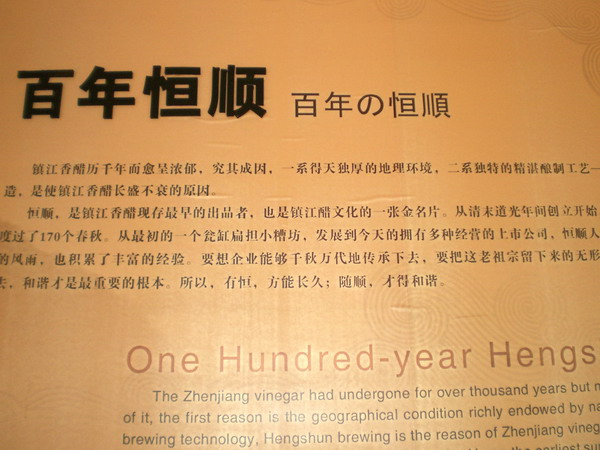 百年恒顺 百年の恒順
镇江香醋历千年而愈呈浓郁，究其成因，一系得天独厚的地理环境，二系独特的精湛酿制工艺—
造，是使镇江香醋长盛不衰的原因。
恒顺，是镇江香醋现存最早的出品者，也是镇江醋文化的一张金名片。从清末道光年间创立开始
度过了170个春秋。从最初的一个瓮缸扁担小糟坊，发展到今天的拥有多种经营的上市公司，恒顺人
的风雨，也积累了丰富的经验。要想企业能够千秋万代地传承下去，要把这老祖宗留下来的无形
去，和谐才是最重要的根本。所以，有恒，方能长久；随顺，才得和谐。
One Hundred-year Hengs
The Zhenjiang vinegar had undergone for over thousand years but
of it, the first reason is the geographical condition richly endowed by na
brewing technology, Hengshun brewing is the reason of Zhenjiang vineg